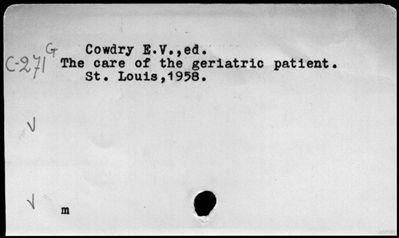 G
C-271
Cowdry E.V.,ed.
The care of the geriatric patient.
St. Louis,1958.
m